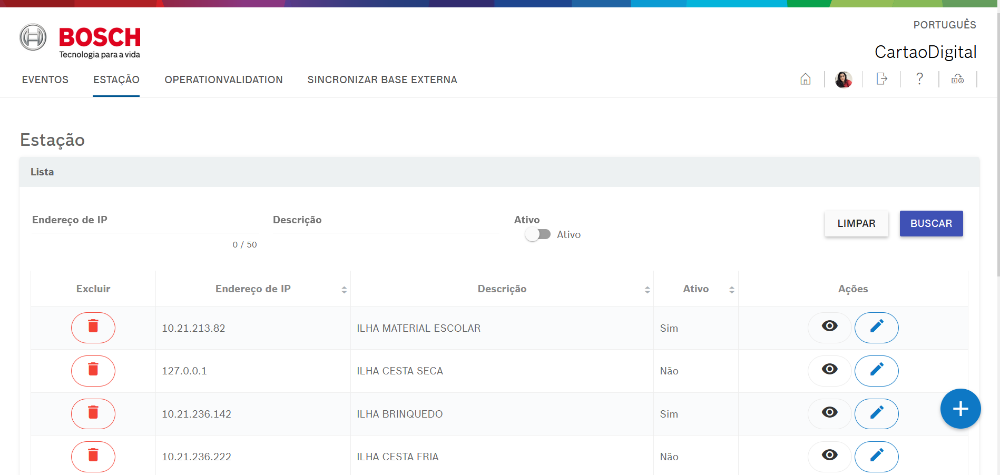 PORTUGUÊS
BOSCH
Tecnologia para a vida
CartaoDigital
EVENTOS ESTAÇÃO OPERATIONVALIDATION SINCRONIZAR BASE EXTERNA
Estação
Lista
Endereço de IP Descrição Ativo
Ativo LIMPAR BUSCAR
0 / 50
Excluir Endereço de IP Descrição Ativo Ações
10.21.213.82 ILHA MATERIAL ESCOLAR Sim
127.0.0.1 ILHA CESTA SECA Não
10.21.236.142 ILHA BRINQUEDO Sim
10.21.236.222 ILHA CESTA FRIA Não